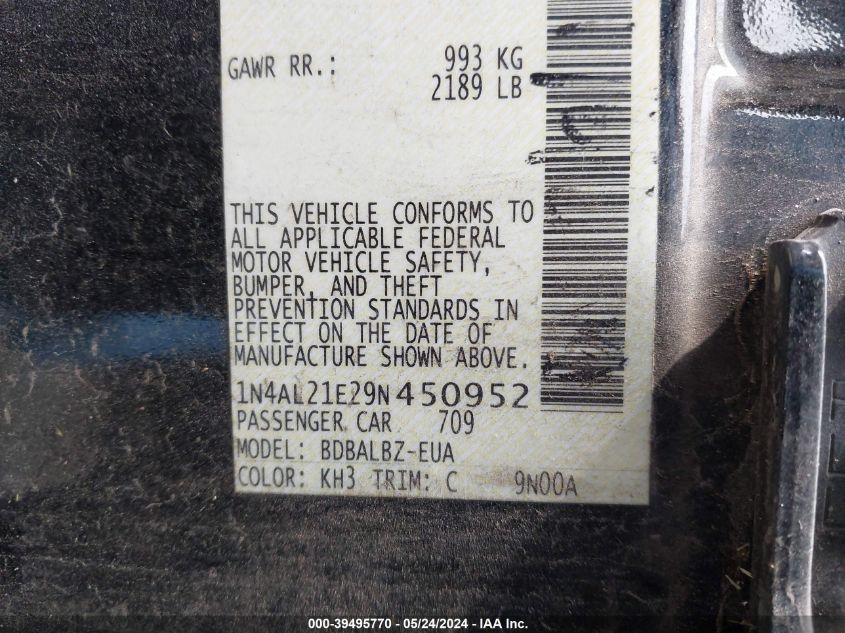 GAWR RR.: 993 KG
2189 LB
THIS VEHICLE CONFORMS TO
ALL APPLICABLE FEDERAL
MOTOR VEHICLE SAFETY,
BUMPER, AND THEFT
PREVENTION STANDARDS IN
EFFECT ON THE DATE OF
MANUFACTURE SHOWN ABOVE.
1N4AL21E29N450952
PASSENGER CAR 709
MODEL: BDBALBZ-EUA
COLOR: KH3 TRIM: C 9N00A
000-39495770 - 05/24/2024 - IAA Inc.